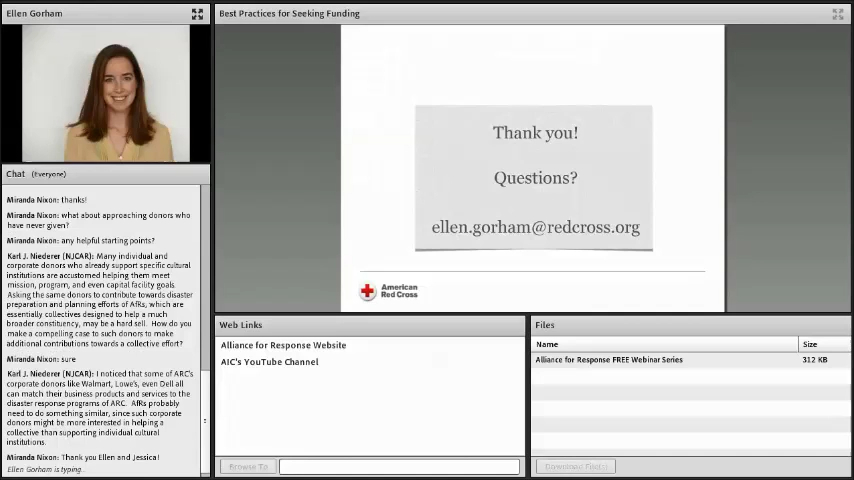 Ellen Gorham
Best Practices for Seeking Funding
Thank you!
Questions?
ellen.gorham@redcross.org
American
Red Cross
Chat (Everyone)
Miranda Nixon: thanks!
Miranda Nixon: what about approaching donors who
have never given?
Miranda Nixon: any helpful starting points?
Karl J. Niederer (NJCAR): Many individual and
corporate donors who already support specific cultural
institutions are accustomed helping them meet
mission, program, and even capital facility goals.
Asking the same donors to contribute towards disaster
preparation and planning efforts of AfRs, which are
essentially collectives designed to help a much
broader constituency, may be a hard sell. How do you
make a compelling case to such donors to make
additional contributions towards a collective effort?
Miranda Nixon: sure
Karl J. Niederer (NJCAR): I noticed that some of ARC's
corporate donors like Walmart, Lowe's, even Dell all
can match their business products and services to the
disaster response programs of ARC. AfRs probably
need to do something similar, since such corporate
donors might be more interested in helping a
collective than supporting individual cultural
institutions.
Miranda Nixon: Thank you Ellen and Jessica!
Ellen Gorham is typing..
Web Links
Alliance for Response Website
AIC's YouTube Channel
Browse To
Files
Name Size
Alliance for Response FREE Webinar Series 312 KB
Download File(s)